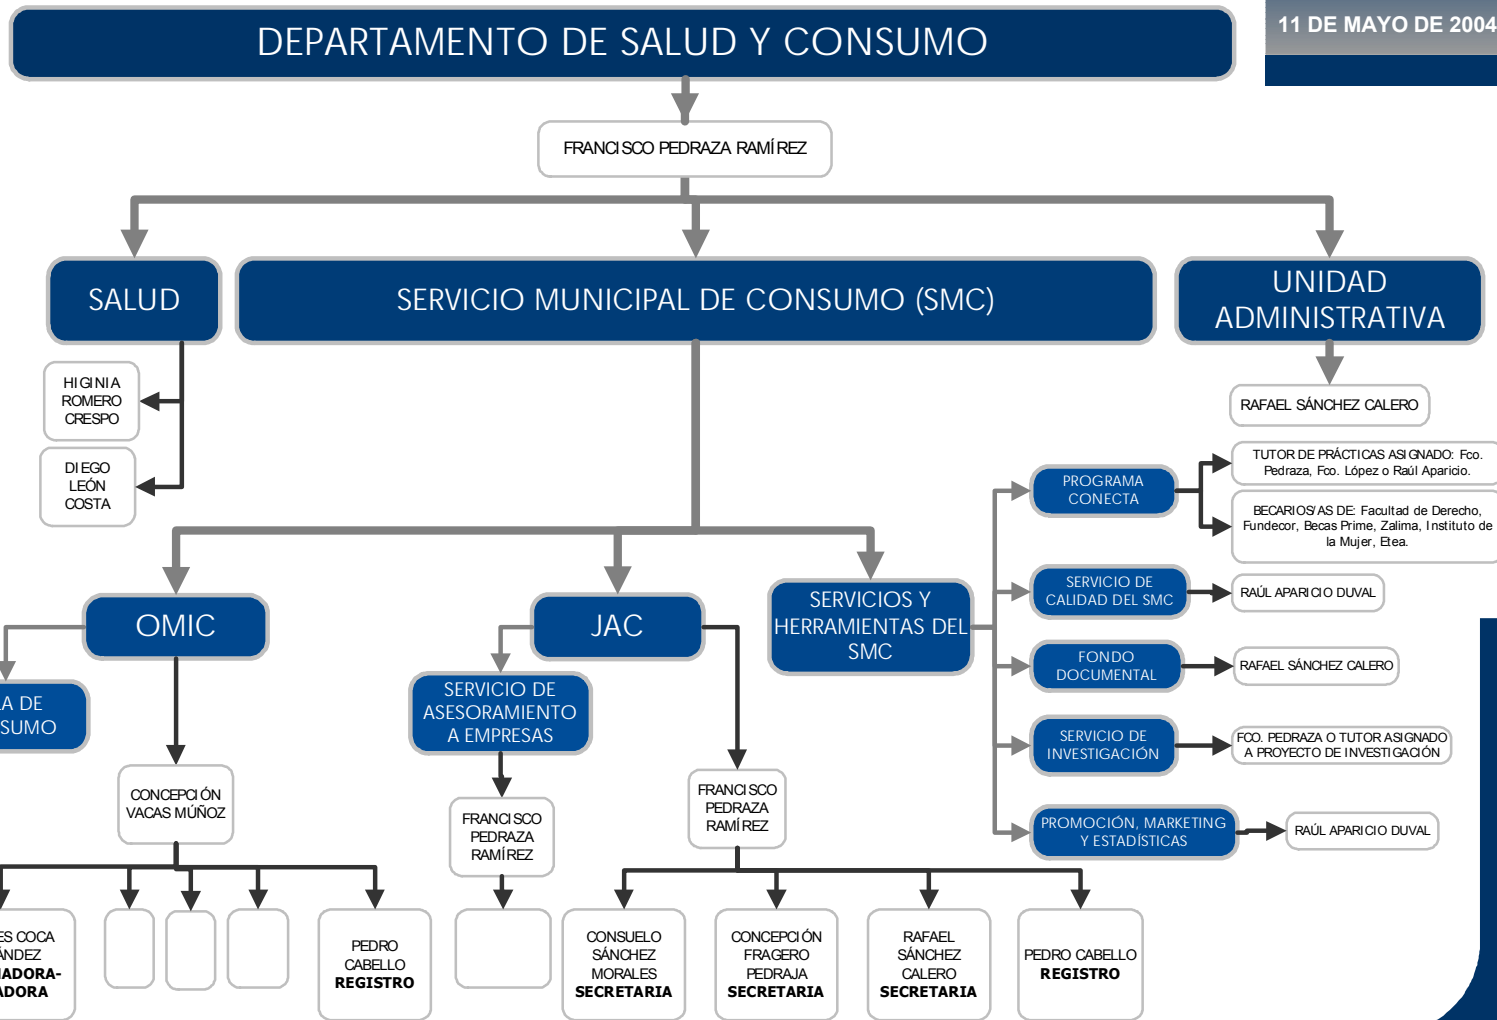 DEPARTAMENTO DE SALUD Y CONSUMO
11 DE MAYO DE 2004
FRANCISCO PEDRAZA RAMÍREZ
SALUD
SERVICIO MUNICIPAL DE CONSUMO (SMC)
UNIDAD
ADMINISTRATIVA
HIGINIA
ROMERO
CRESPO
DIEGO
LEÓN
COSTA
RAFAEL SÁNCHEZ CALERO
PROGRAMA
CONECTA
TUTOR DE PRÁCTICAS ASIGNADO: Fco.
Pedraza, Fco. López o Raúl Aparicio.
BECARIOS/AS DE: Facultad de Derecho,
Fundecor, Becas Prime, Zalima, Instituto de
la Mujer, Etea.
SERVICIO DE
CALIDAD DEL SMC
RAÚL APARICIO DUVAL
FONDO
DOCUMENTAL
RAFAEL SÁNCHEZ CALERO
SERVICIO DE
INVESTIGACIÓN
FCO. PEDRAZA O TUTOR ASIGNADO
A PROYECTO DE INVESTIGACIÓN
PROMOCIÓN, MARKETING
Y ESTADÍSTICAS
RAÚL APARICIO DUVAL
OMIC
JAC
SERVICIOS Y
HERRAMIENTAS DEL
SMC
DE
SERVICIO DE
ASESORAMIENTO
A EMPRESAS
CONCEPCIÓN
VACAS MÚÑOZ
FRANCISCO
PEDRAZA
RAMÍREZ
FRANCISCO
PEDRAZA
RAMÍREZ
COCA
PEDRO
CABELLO
REGISTRO
CONSUELO
SÁNCHEZ
MORALES
SECRETARIA
CONCEPCIÓN
FRAGERO
PEDRAJA
SECRETARIA
RAFAEL
SÁNCHEZ
CALERO
SECRETARIA
PEDRO CABELLO
REGISTRO